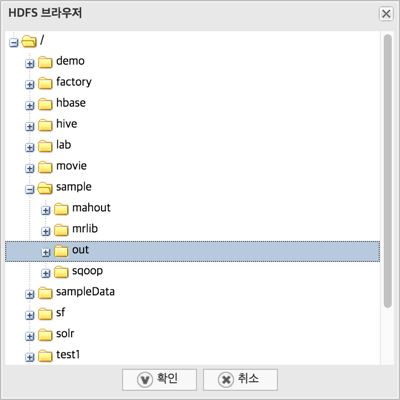 HDFS 브라우저
/
demo
factory
hbase
hive
lab
movie
sample
mahout
mrlib
out
sqoop
sampleData
sf
solr
test1
확인 취소